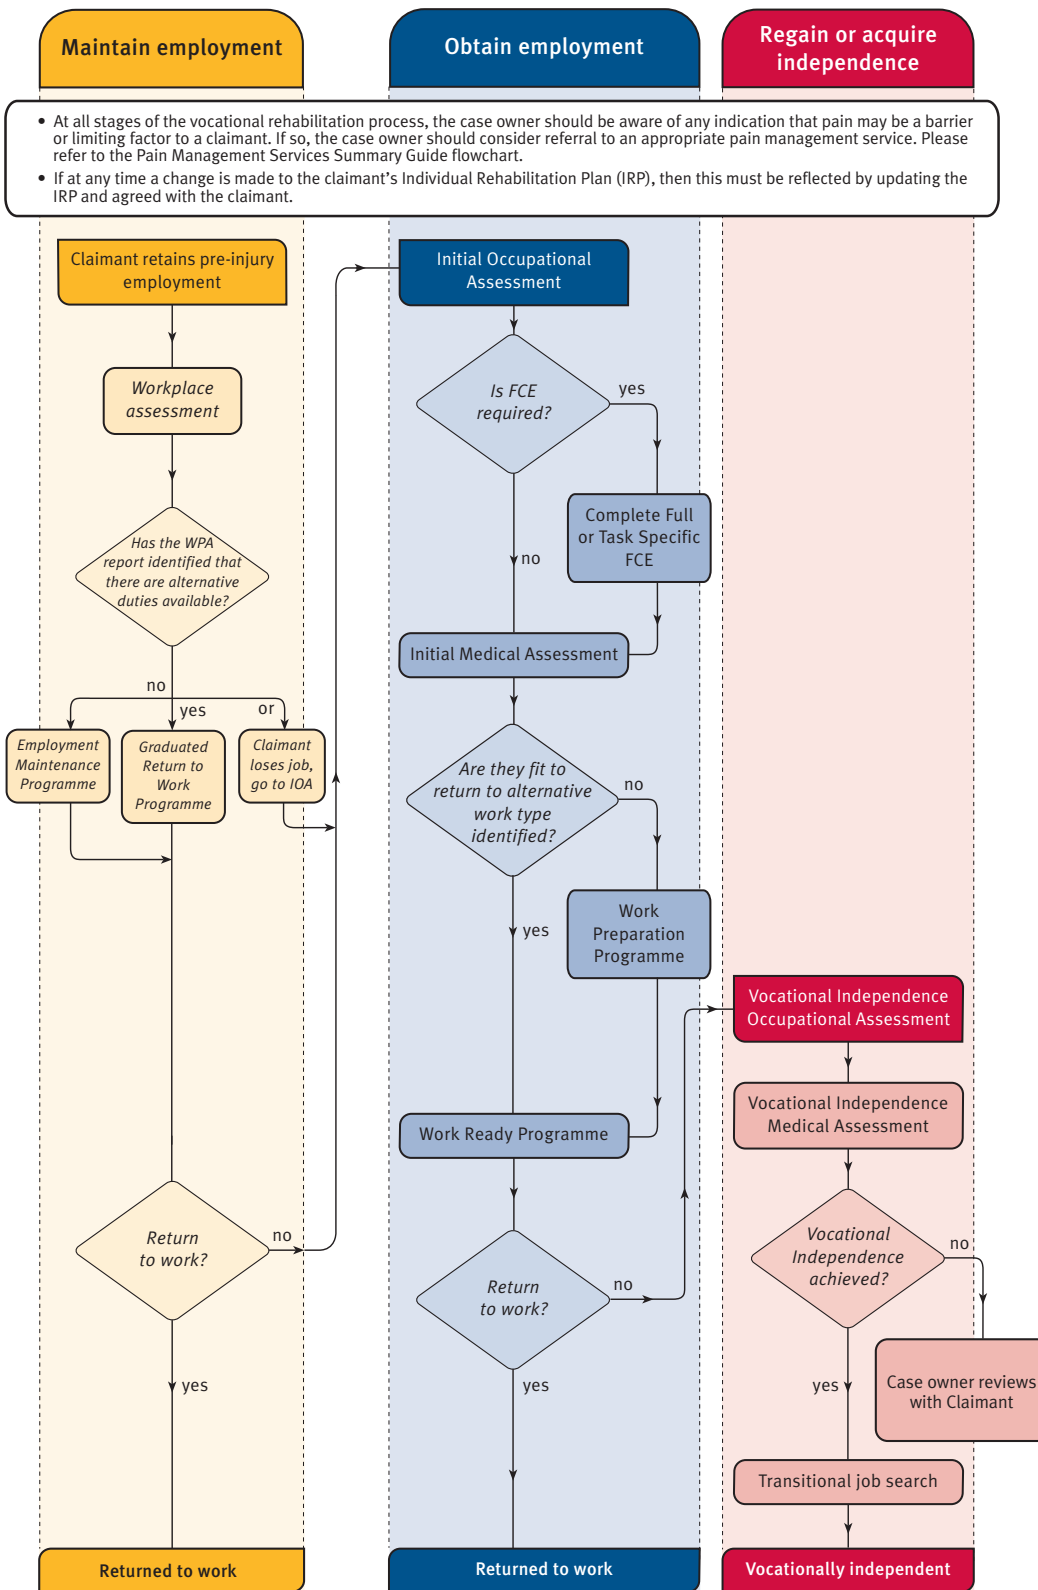 Maintain employment
Obtain employment
Regain or acquire
independence
• At all stages of the vocational rehabilitation process, the case owner should be aware of any indication that pain may be a barrier
or limiting factor to a claimant. If so, the case owner should consider referral to an appropriate pain management service. Please
refer to the Pain Management Services Summary Guide flowchart.
• If at any time a change is made to the claimant’s Individual Rehabilitation Plan (IRP), then this must be reflected by updating the
IRP and agreed with the claimant.
Claimant retains pre-injury
employment
Workplace
assessment
Has the WPA
report identified that
there are alternative
duties available?
no
yes
or
Employment
Maintenance
Programme
Graduated
Return to
Work
Programme
Claimant
loses job,
go to IOA
Return
to work?
no
yes
Returned to work
Initial Occupational
Assessment
Is FCE
required?
yes
no
Complete Full
or Task Specific
FCE
Initial Medical Assessment
Are they fit to
return to alternative
work type
identified?
no
yes
Work
Preparation
Programme
Work Ready Programme
Return
to work?
no
yes
Returned to work
Vocational Independence
Occupational Assessment
Vocational Independence
Medical Assessment
Vocational
Independence
achieved?
no
yes
Case owner reviews
with Claimant
Transitional job search
Vocationally independent